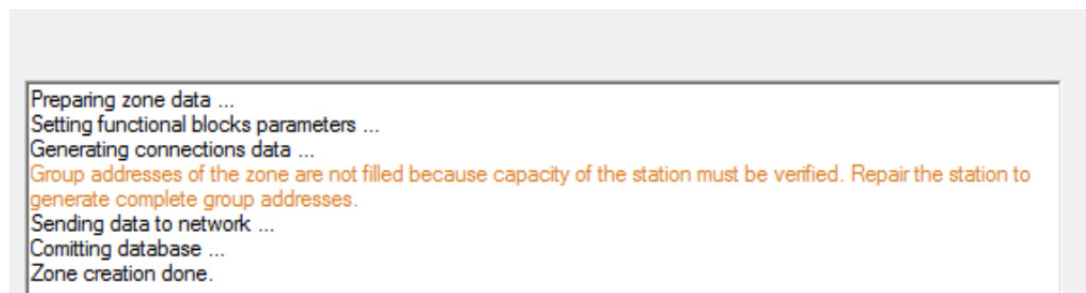 Preparing zone data ...
Setting functional blocks parameters ...
Generating connections data ...
Group addresses of the zone are not filled because capacity of the station must be verified. Repair the station to
generate complete group addresses.
Sending data to network ...
Comitting database ...
Zone creation done.